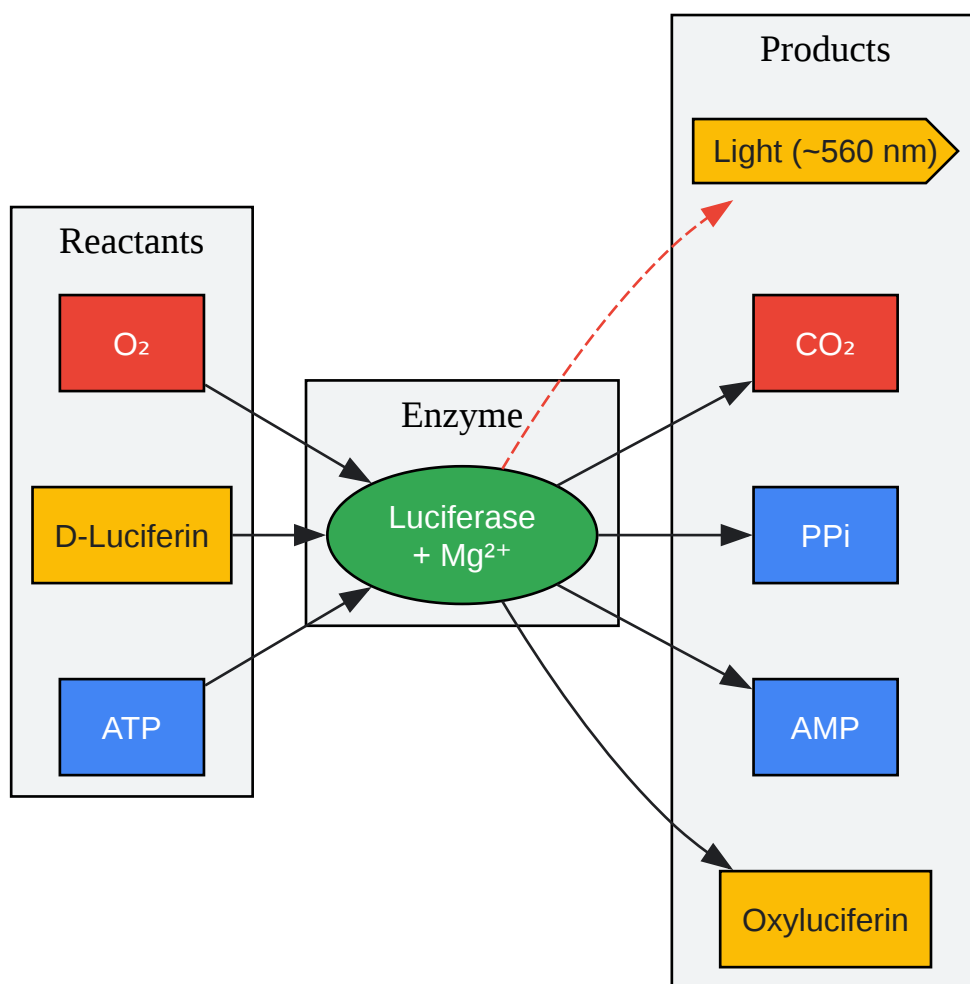 Reactants
O₂
D-Luciferin
ATP
Enzyme
Luciferase
+ Mg²⁺
Products
Light (~560 nm)
CO₂
PPi
AMP
Oxyluciferin